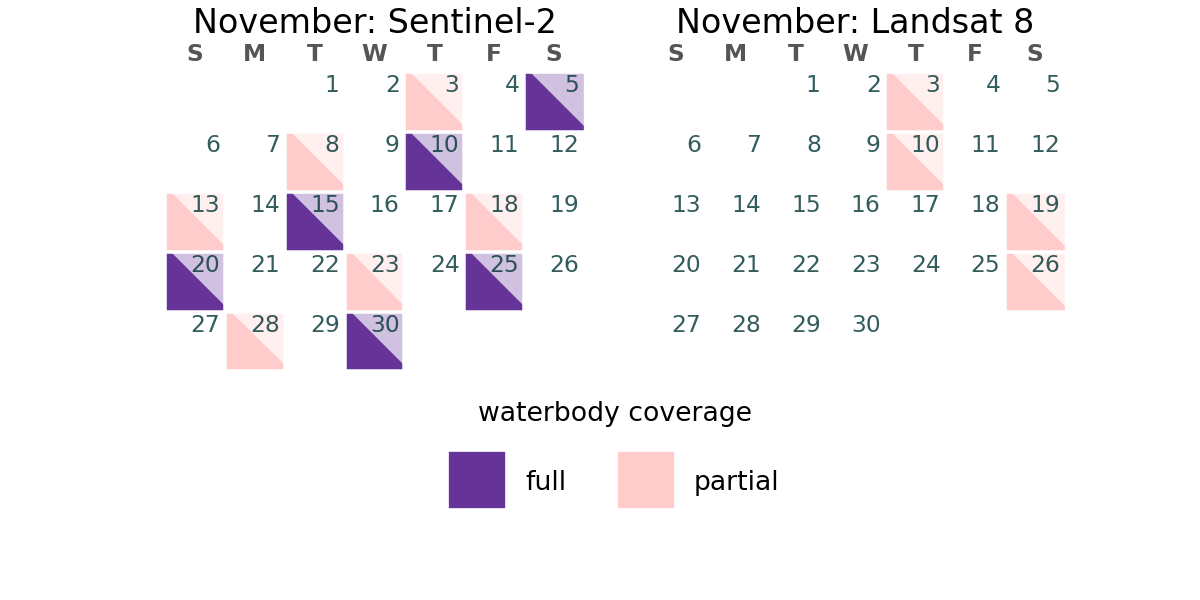 November: Sentinel-2
S M T W T F S
1 2 3 4 5
6 7 8 9 10 11 12
13 14 15 16 17 18 19
20 21 22 23 24 25 26
27 28 29 30
November: Landsat 8
S M T W T F S
1 2 3 4 5
6 7 8 9 10 11 12
13 14 15 16 17 18 19
20 21 22 23 24 25 26
27 28 29 30
waterbody coverage
full
partial